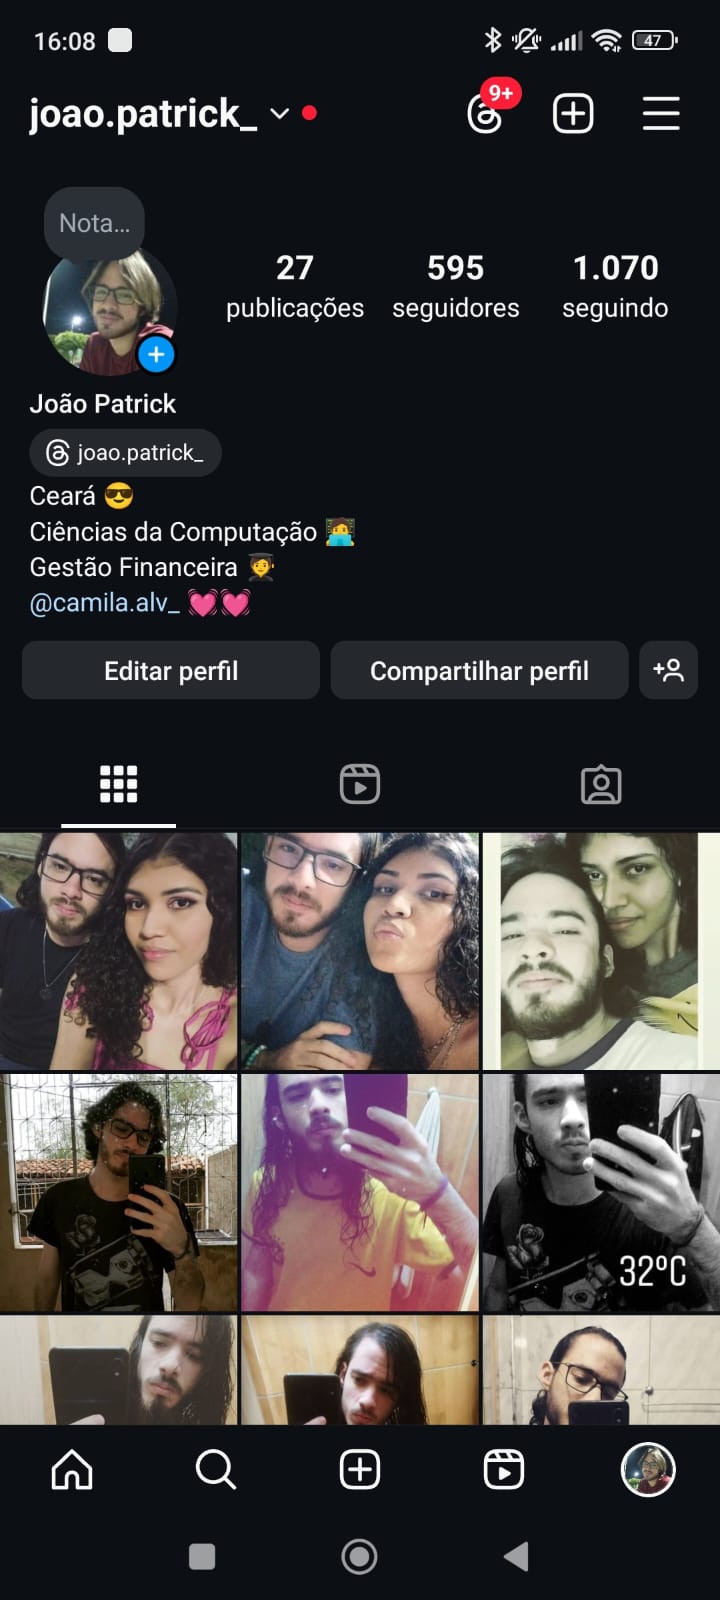 16:08
47
joao.patrick_
9+
Nota...
27
publicações
595
seguidores
1.070
seguindo
João Patrick
joao.patrick_
Ceará 😎
Ciências da Computação 🧑‍💻
Gestão Financeira 🧑‍🎓
@camila.alv_ 💓💓
Editar perfil
Compartilhar perfil
32°C